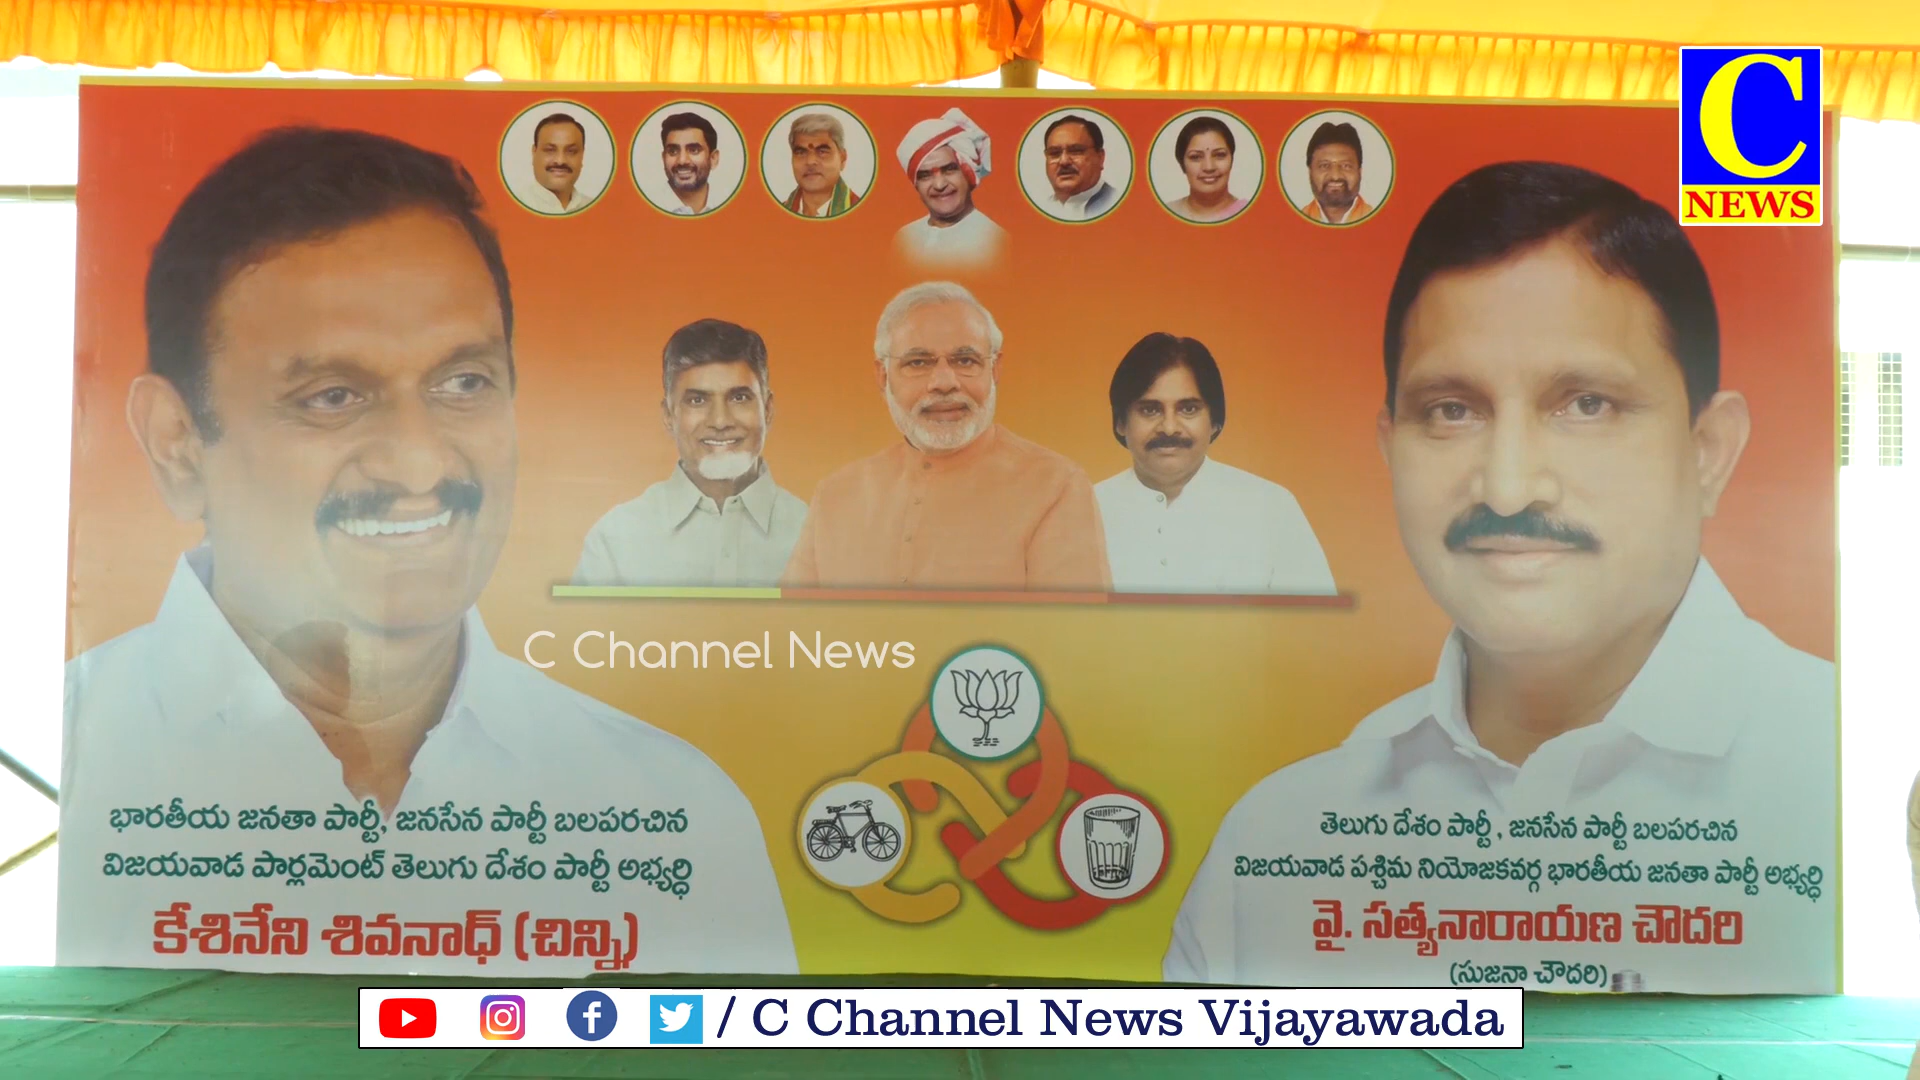 C
NEWS
C Channel News
భారతీయ జనతా పార్టీ, జనసేన పార్టీ బలపరచిన
విజయవాడ పార్లమెంట్ తెలుగు దేశం పార్టీ అభ్యర్ధి
కేశినేని శివనాధ్ (చిన్ని)
తెలుగు దేశం పార్టీ, జనసేన పార్టీ బలపరచిన
విజయవాడ పశ్చిమ నియోజకవర్గ భారతీయ జనతా పార్టీ అభ్యర్ధి
వై. సత్యనారాయణ చౌదరి
(సుజనా చౌదరి)
/ C Channel News Vijayawada